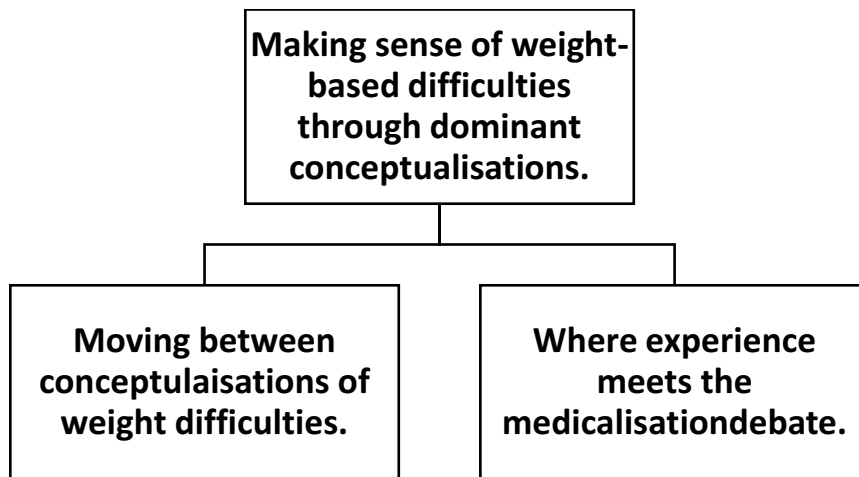 Making sense of weight-
based difficulties
through dominant
conceptualisations.
Moving between
conceptulaisations of
weight difficulties.
Where experience
meets the
medicalisationdebate.